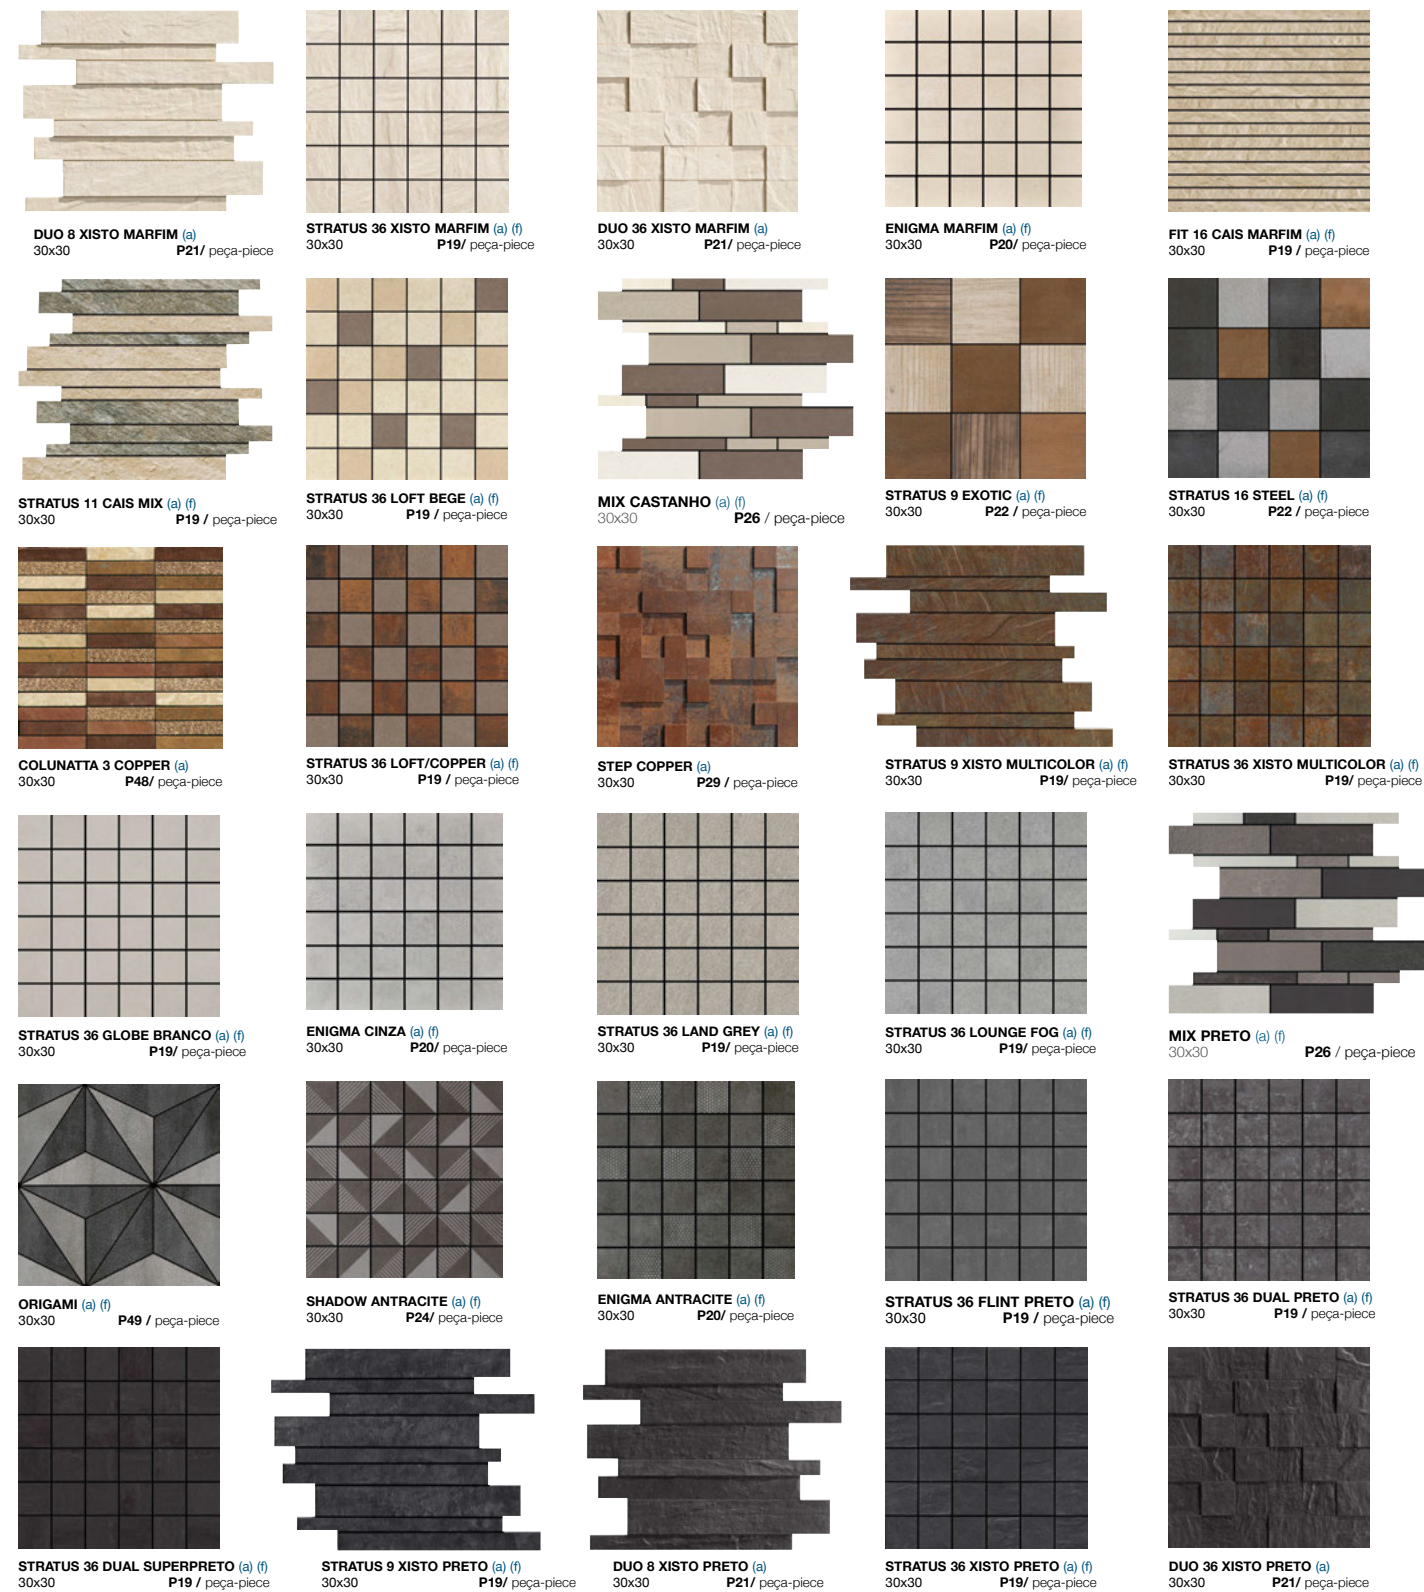 DUO 8 XISTO MARFIM (a)
30x30 P21/ peça-piece
STRATUS 36 XISTO MARFIM (a) (f)
30x30 P19/ peça-piece
DUO 36 XISTO MARFIM (a)
30x30 P21/ peça-piece
ENIGMA MARFIM (a) (f)
30x30 P20/ peça-piece
FIT 16 CAIS MARFIM (a) (f)
30x30 P19 / peça-piece
STRATUS 11 CAIS MIX (a) (f)
30x30 P19 / peça-piece
STRATUS 36 LOFT BEGE (a) (f)
30x30 P19 / peça-piece
MIX CASTANHO (a) (f)
30x30 P26 / peça-piece
STRATUS 9 EXOTIC (a) (f)
30x30 P22 / peça-piece
STRATUS 16 STEEL (a) (f)
30x30 P22 / peça-piece
COLUNATTA 3 COPPER (a)
30x30 P48/ peça-piece
STRATUS 36 LOFT/COPPER (a) (f)
30x30 P19 / peça-piece
STEP COPPER (a)
30x30 P29 / peça-piece
STRATUS 9 XISTO MULTICOLOR (a) (f)
30x30 P19/ peça-piece
STRATUS 36 XISTO MULTICOLOR (a) (f)
30x30 P19/ peça-piece
STRATUS 36 GLOBE BRANCO (a) (f)
30x30 P19/ peça-piece
ENIGMA CINZA (a) (f)
30x30 P20/ peça-piece
STRATUS 36 LAND GREY (a) (f)
30x30 P19/ peça-piece
STRATUS 36 LOUNGE FOG (a) (f)
30x30 P19/ peça-piece
MIX PRETO (a) (f)
30x30 P26 / peça-piece
ORIGAMI (a) (f)
30x30 P49 / peça-piece
SHADOW ANTRACITE (a) (f)
30x30 P24/ peça-piece
ENIGMA ANTRACITE (a) (f)
30x30 P20/ peça-piece
STRATUS 36 FLINT PRETO (a) (f)
30x30 P19 / peça-piece
STRATUS 36 DUAL PRETO (a) (f)
30x30 P19 / peça-piece
STRATUS 36 DUAL SUPERPRETO (a) (f)
30x30 P19 / peça-piece
STRATUS 9 XISTO PRETO (a) (f)
30x30 P19/ peça-piece
DUO 8 XISTO PRETO (a)
30x30 P21/ peça-piece
STRATUS 36 XISTO PRETO (a) (f)
30x30 P19/ peça-piece
DUO 36 XISTO PRETO (a)
30x30 P21/ peça-piece